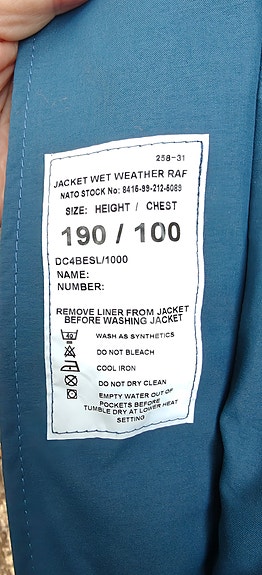 258-31
JACKET WET WEATHER RAF
NATO STOCK No: 8415-99-212-6089
SIZE: HEIGHT / CHEST
190 / 100
DC4BESL/1000
NAME:
NUMBER:
REMOVE LINER FROM JACKET
BEFORE WASHING JACKET
40 WASH AS SYNTHETICS
DO NOT BLEACH
COOL IRON
DO NOT DRY CLEAN
EMPTY WATER OUT OF
POCKETS BEFORE
TUMBLE DRY AT LOWER HEAT
SETTING